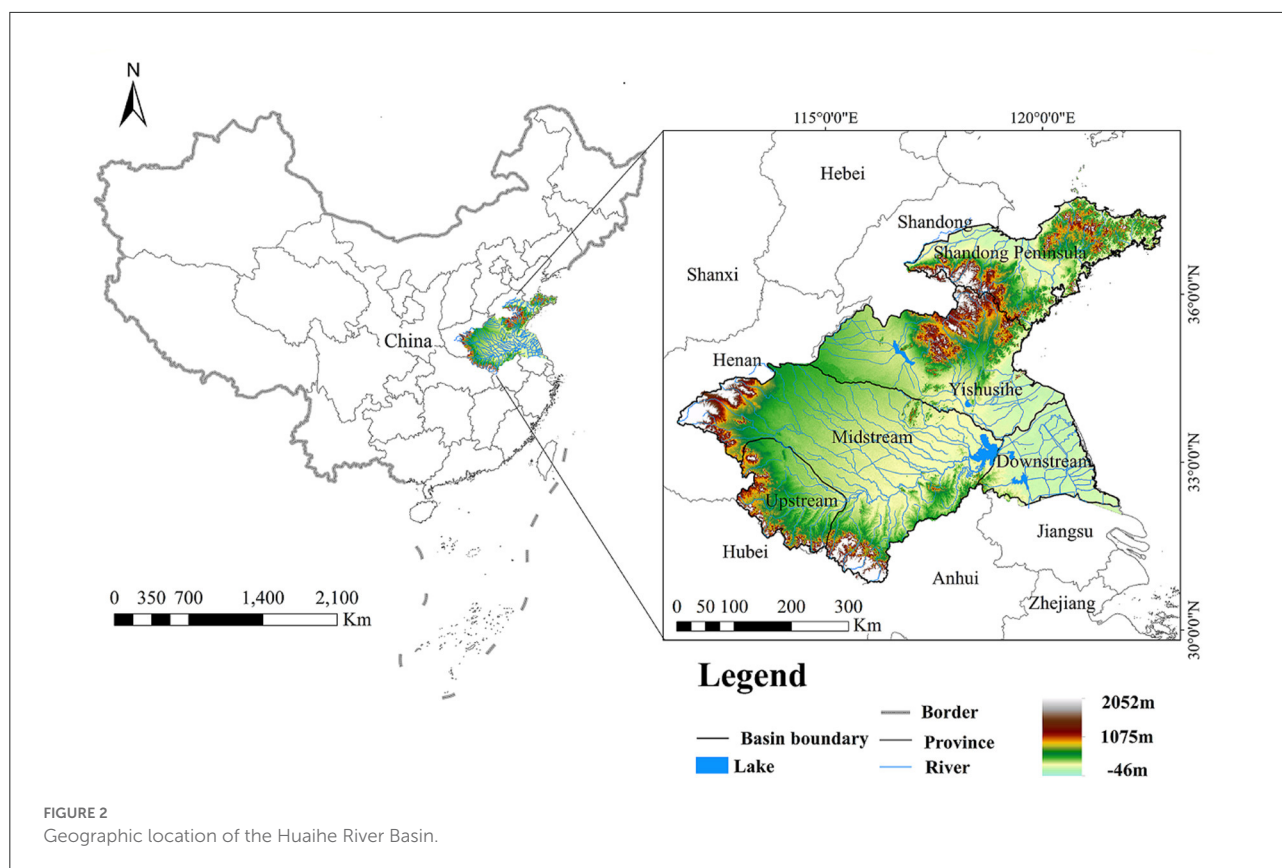 N
China
0 350 700 1,400 2,100
Km
115°0'0"E 120°0'0"E
Hebei
Shandong
Shandong Peninsula
Shanxi
36°0'0"N
Henan
Yishusihe
Midstream
Downstream
33°0'0"N
Upstream
Jiangsu
Hubei
Anhui
Zhejiang
0 50 100 200 300
Km
30°0'0"N
Legend
Border
2052m
Basin boundary
Province
1075m
Lake
River
-46m
FIGURE 2
Geographic location of the Huaihe River Basin.